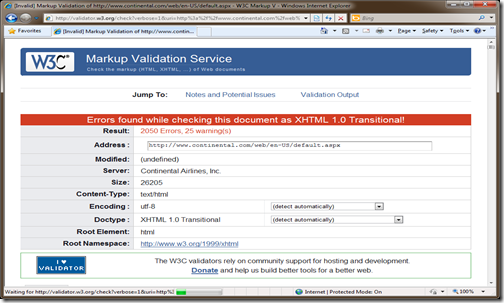 [Invalid] Markup Validation of http://www.continental.com/web/en-US/default.aspx - W3C Markup V - Windows Internet Explorer
http://validator.w3.org/check?verbose=1&uri=http%3a%2f%2fwww.continental.com%2fweb%
Bing
Favorites
[Invalid] Markup Validation of http://www.contin...
Page
Safety
Tools
W3C® Markup Validation Service
Check the markup (HTML, XHTML, ...) of Web documents
Jump To: Notes and Potential Issues Validation Output
Errors found while checking this document as XHTML 1.0 Transitional!
Result: 2050 Errors, 25 warning(s)
Address : http://www.continental.com/web/en-US/default.aspx
Modified: (undefined)
Server: Continental Airlines, Inc.
Size: 26205
Content-Type: text/html
Encoding : utf-8 (detect automatically)
Doctype : XHTML 1.0 Transitional (detect automatically)
Root Element: html
Root Namespace: http://www.w3.org/1999/xhtml
I ♥ VALIDATOR
The W3C validators rely on community support for hosting and development.
Donate and help us build better tools for a better web.
Waiting for http://validator.w3.org/check?verbose=1&uri=http%
Internet | Protected Mode: On
100%